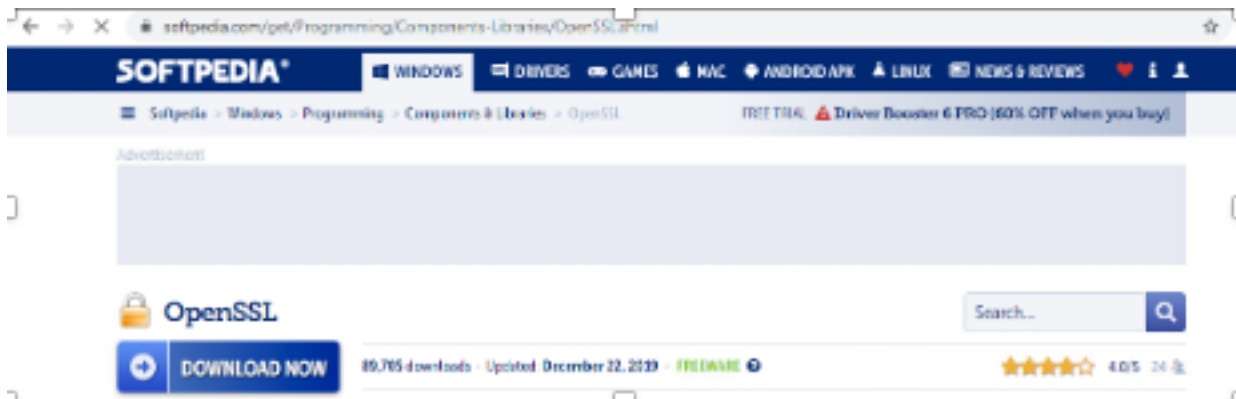 softpedia.com/get/Programming/Components-Libraries/OpenSSL.shtml
SOFTPEDIA® WINDOWS DRIVERS GAMES MAC ANDROID APK LINUX NEWS & REVIEWS
Softpedia > Windows > Programming > Components & Libraries > OpenSSL FREE TRIAL Driver Booster 6 PRO (60% OFF when you buy)
Advertisement
OpenSSL Search...
DOWNLOAD NOW 89,705 downloads · Updated December 22, 2019 · FREEWARE 4.0/5 24